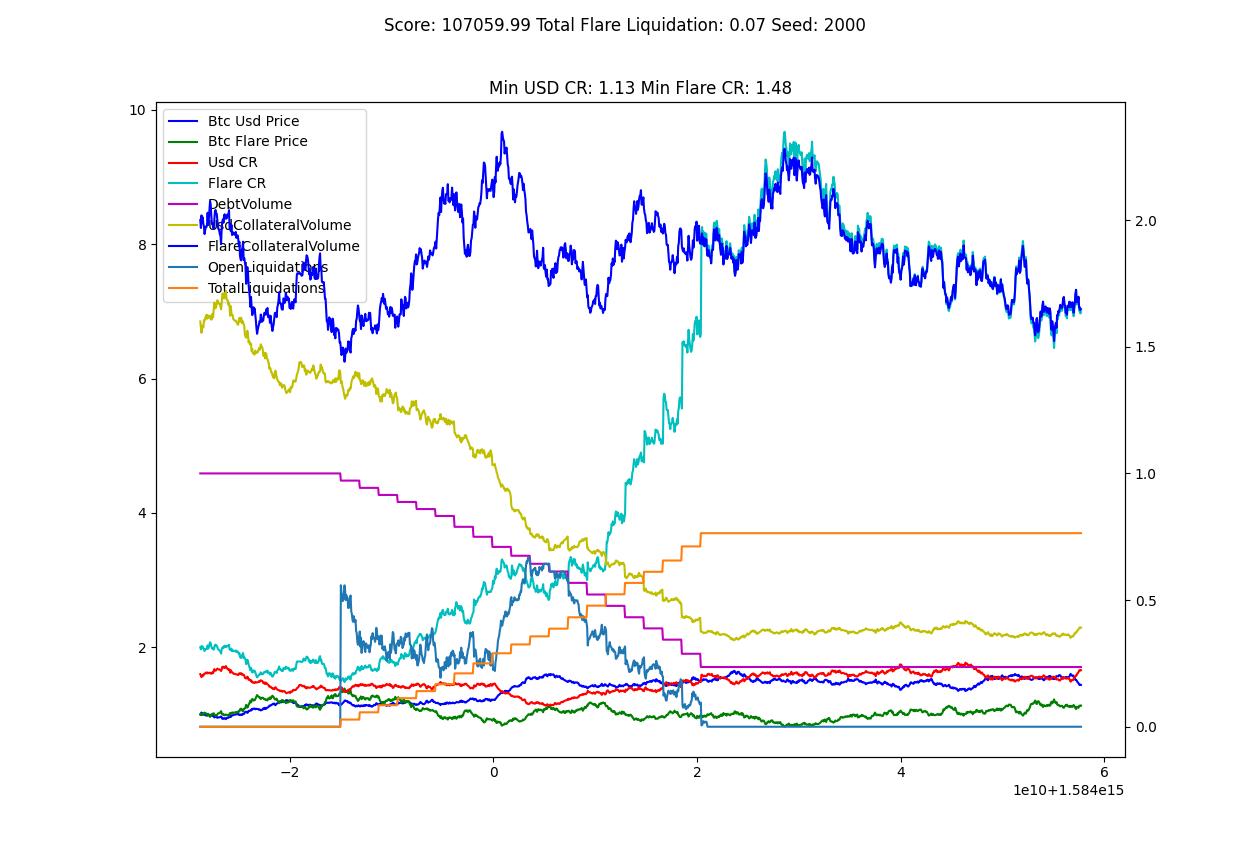 Score: 107059.99 Total Flare Liquidation: 0.07 Seed: 2000
Min USD CR: 1.13 Min Flare CR: 1.48
10
8
6
4
2
Btc Usd Price
Btc Flare Price
Usd CR
Flare CR
DebtVolume
UsdCollateralVolume
FlareCollateralVolume
OpenLiquidations
TotalLiquidations
2.0
1.5
1.0
0.5
0.0
−2
0
2
4
6
1e10+1.584e15